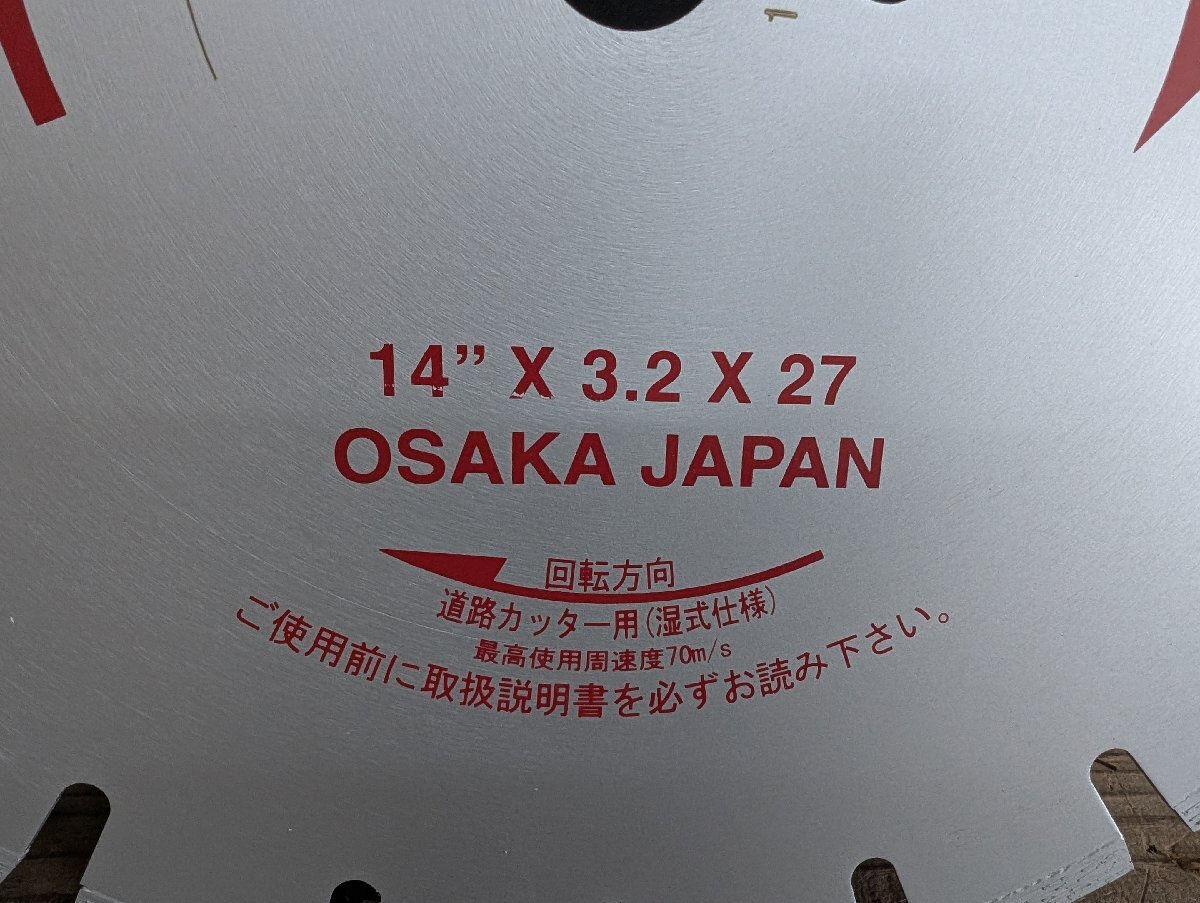 14” X 3.2 X 27
OSAKA JAPAN
回転方向
道路カッター用(湿式仕様)
最高使用周速度70m/s
ご使用前に取扱説明書を必ずお読み下さい。